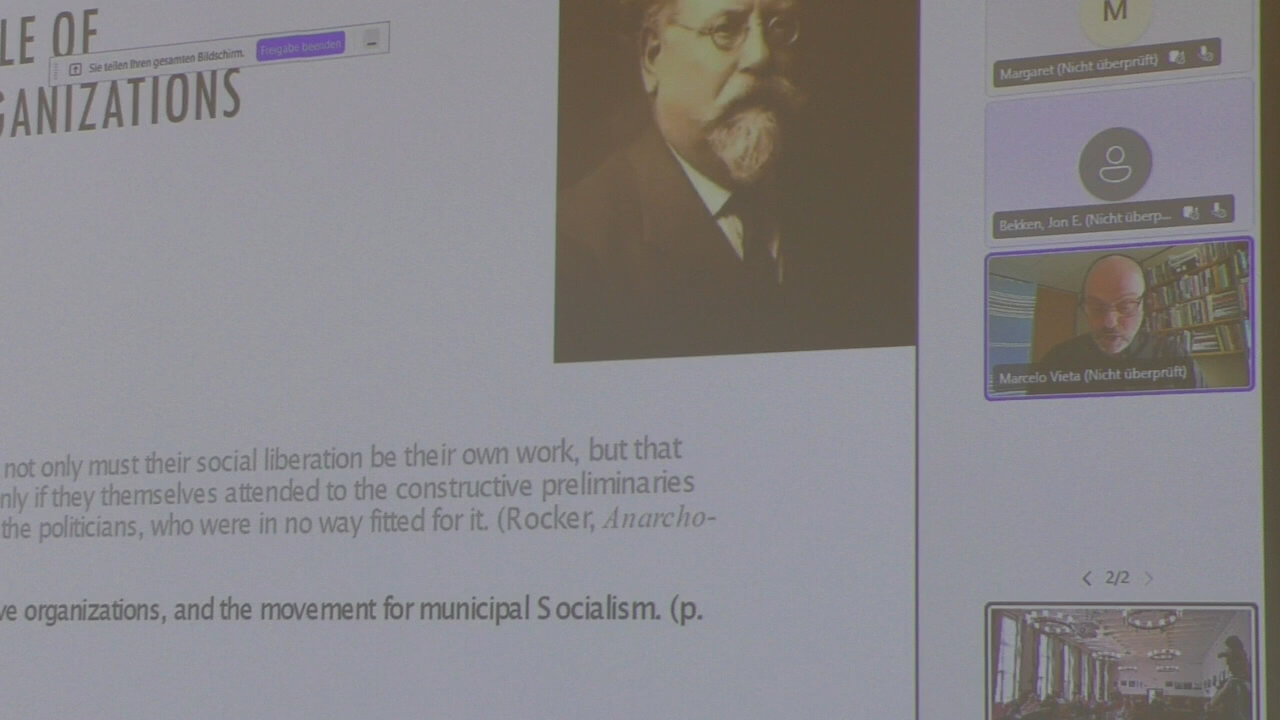 LE OF
GANIZATIONS
Sie teilen Ihren gesamten Bildschirm.
Freigabe beenden
M
Margaret (Nicht überprüft)
Bekken, Jon E. (Nicht überp...
Marcelo Vieta (Nicht überprüft)
not only must their social liberation be their own work, but that
nly if they themselves attended to the constructive preliminaries
the politicians, who were in no way fitted for it. (Rocker, Anarcho-
ve organizations, and the movement for municipal Socialism. (p.
2/2